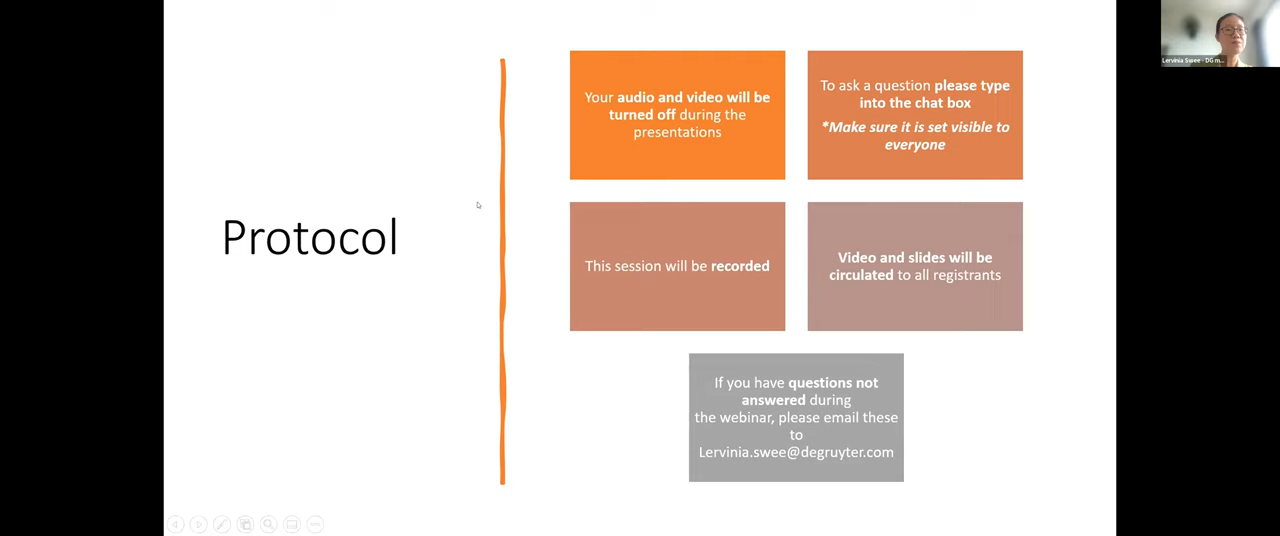 Protocol
Your audio and video will be
turned off during the
presentations
To ask a question please type
into the chat box
*Make sure it is set visible to
everyone
This session will be recorded
Video and slides will be
circulated to all registrants
If you have questions not
answered during
the webinar, please email these
to
Lervinia.swee@degruyter.com
Lervinia Swee - DG m...